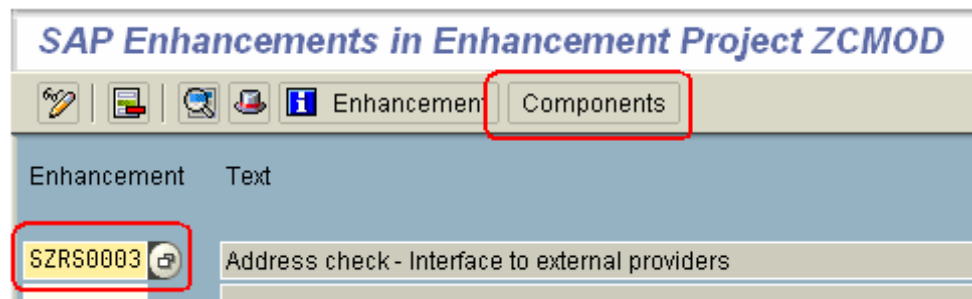 SAP Enhancements in Enhancement Project ZCMOD
Enhancement Components
Enhancement Text
SZRS0003 Address check - Interface to external providers